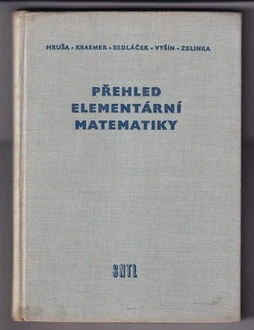 HRUŠA • KRAEMER • SEDLÁČEK • VYŠÍN • ZELINKA
PŘEHLED
ELEMENTÁRNÍ
MATEMATIKY
SNTL